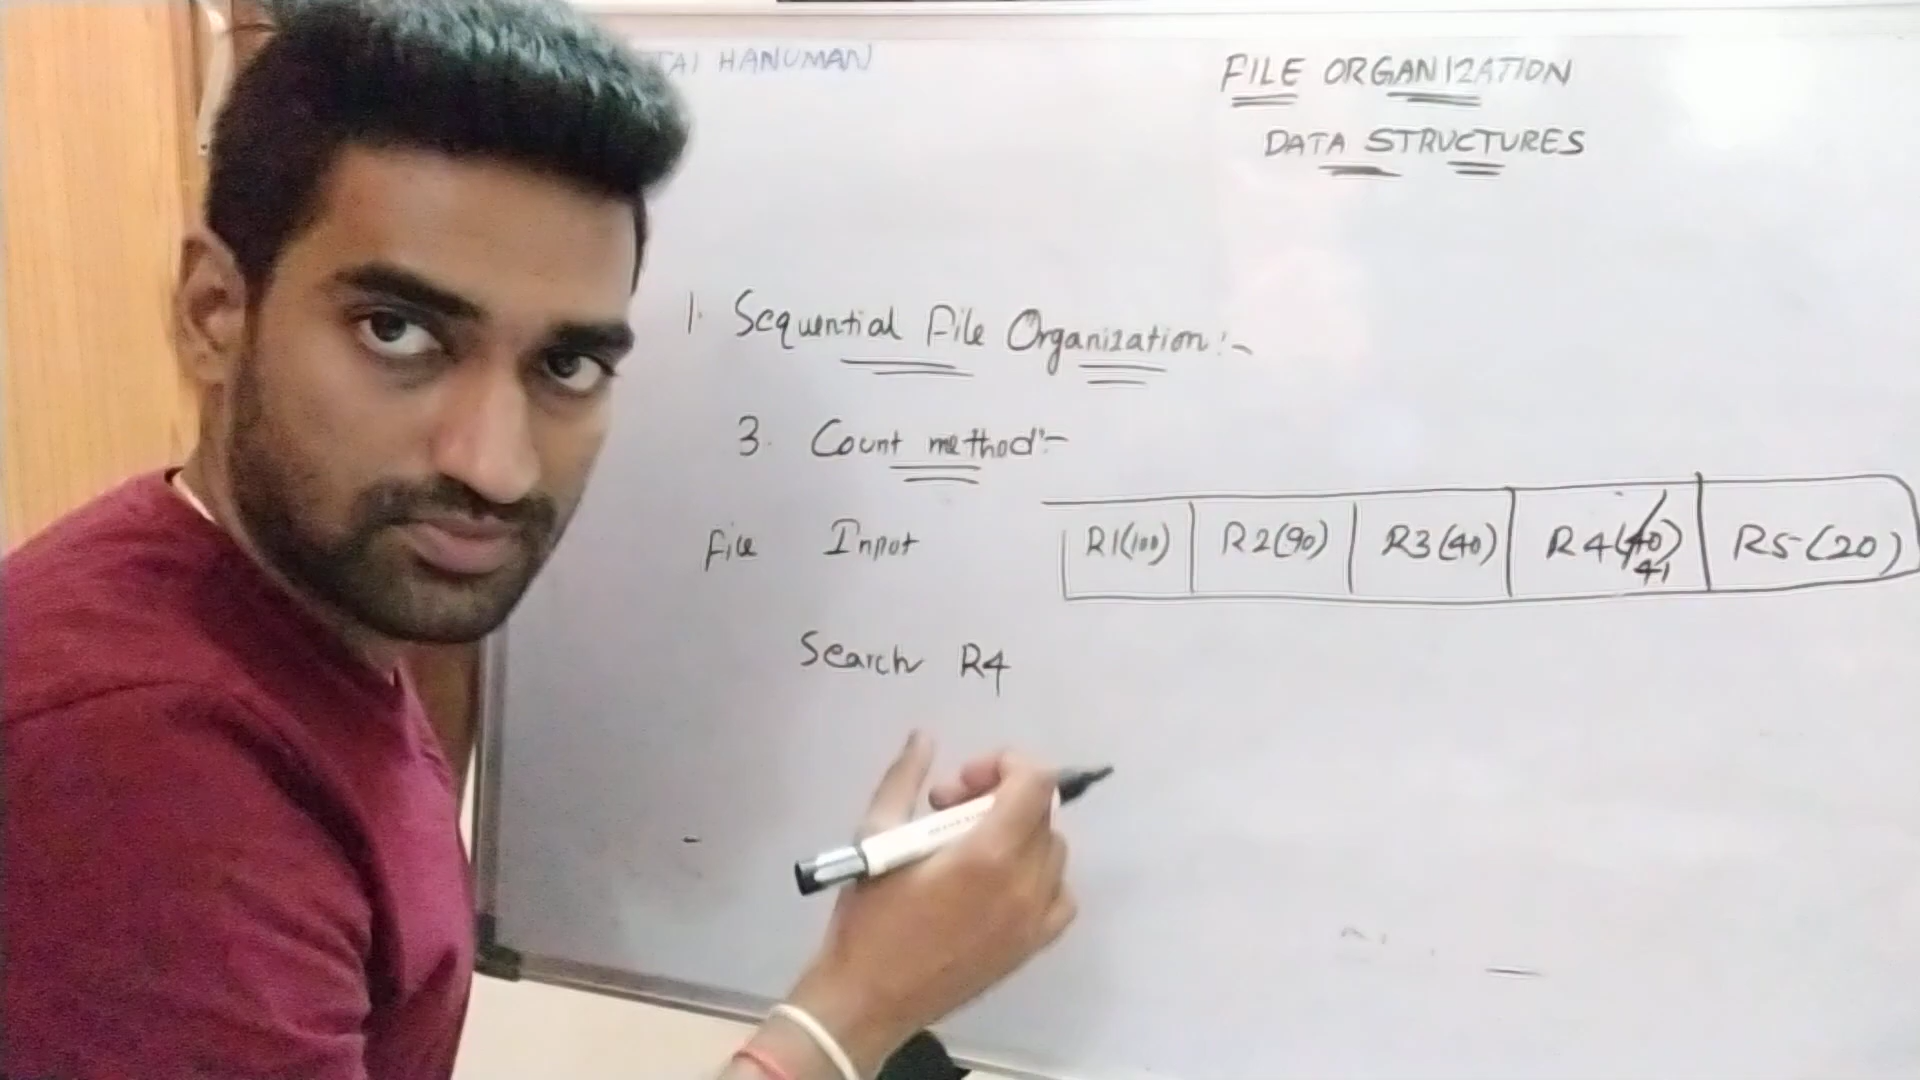 TAI HANUMAN
FILE ORGANIZATION
DATA STRUCTURES
1. Sequential File Organization:-
3. Count method:-
File Input R1(100) R2(90) R3(40) R4(40) R5(20)
41
Search R4